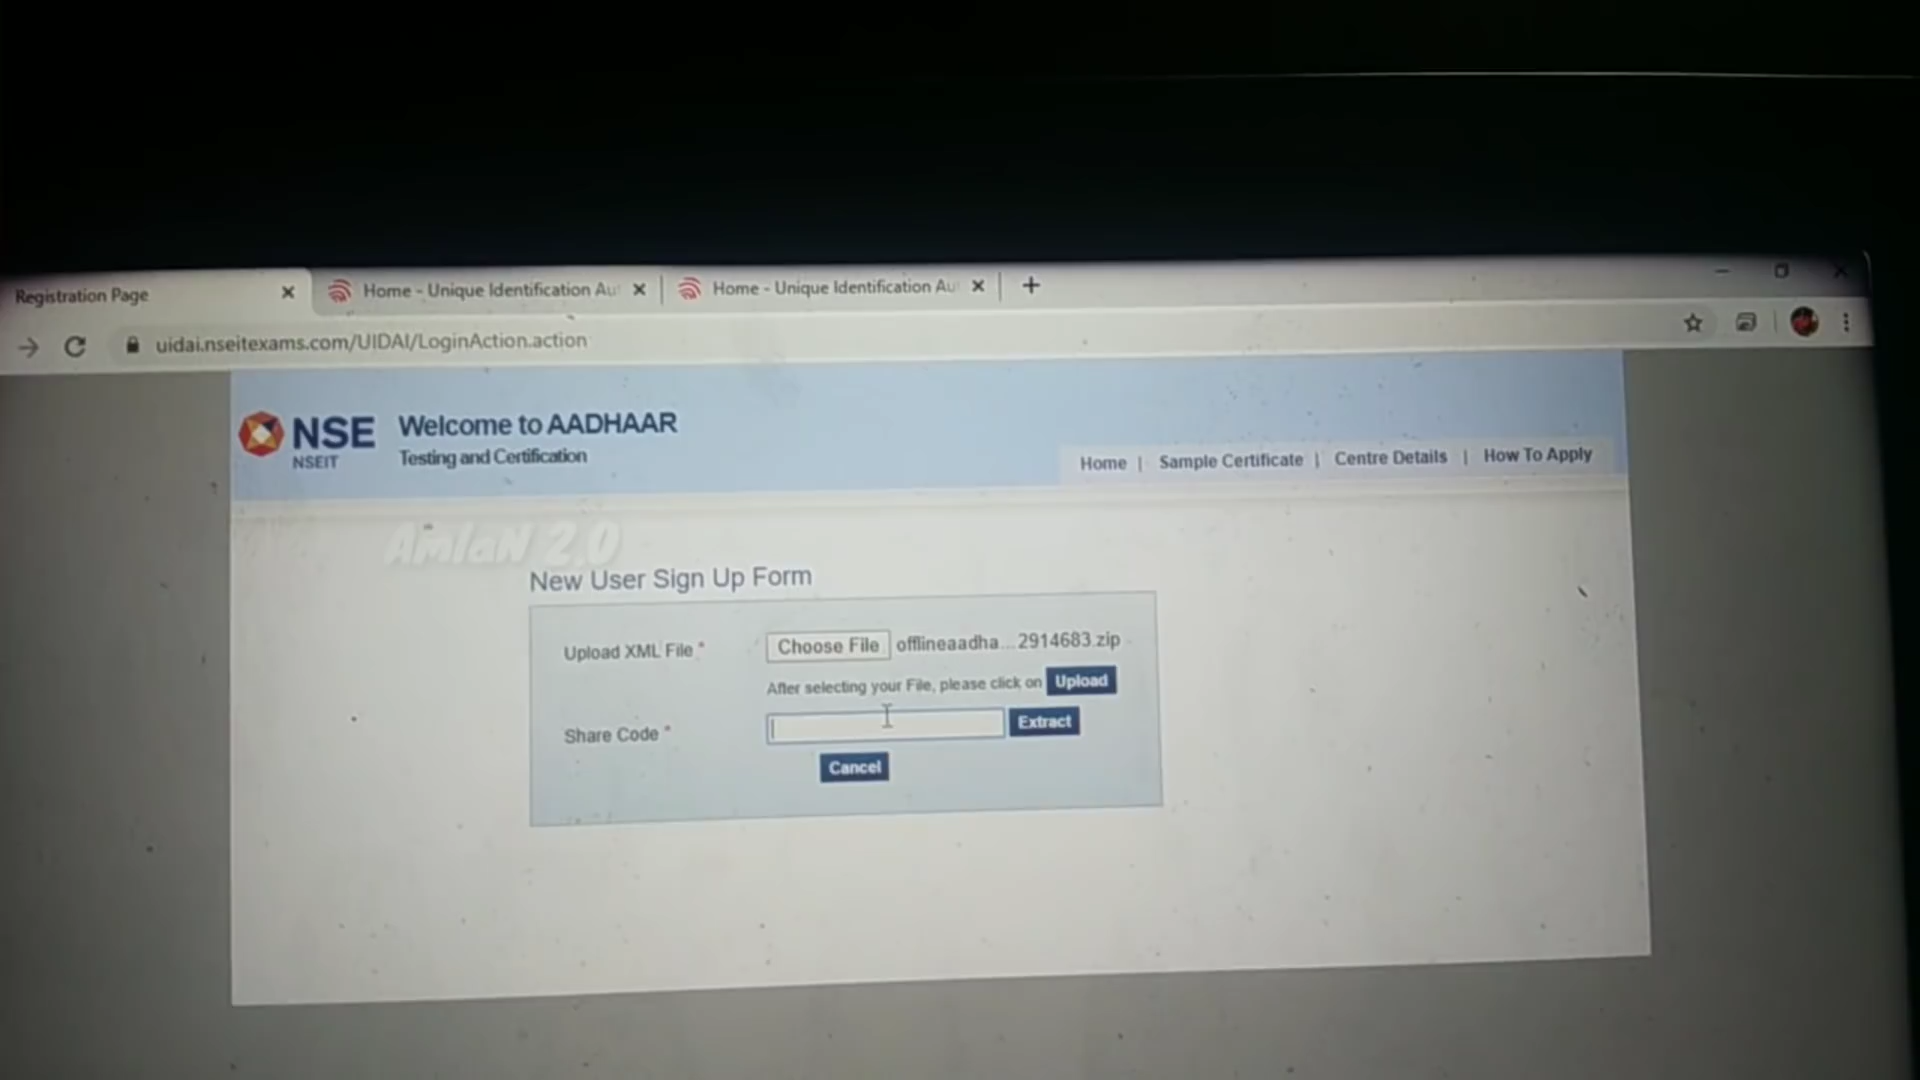 Registration Page
Home - Unique Identification Au
Home - Unique Identification Au
uidai.nseitexams.com/UIDAI/LoginAction.action
NSE
NSEIT
Welcome to AADHAAR
Testing and Certification
Home | Sample Certificate | Centre Details | How To Apply
AmlaN 2.0
New User Sign Up Form
Upload XML File * Choose File offlineaadha...2914683.zip
After selecting your File, please click on Upload
Share Code * Extract
Cancel